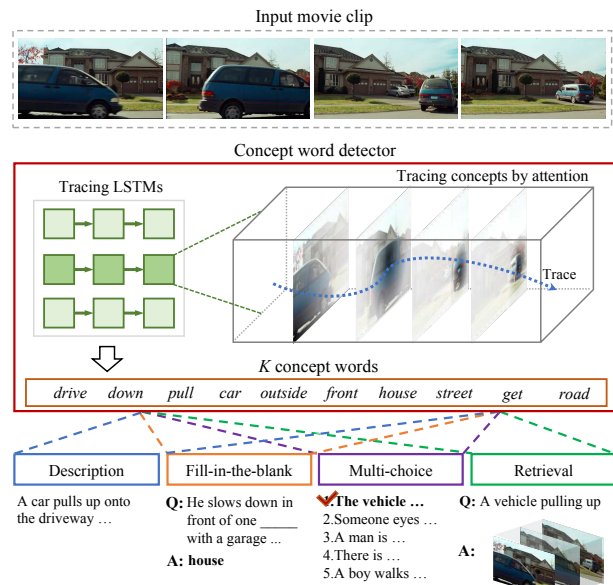 Input movie clip
Concept word detector
Tracing LSTMs
Tracing concepts by attention
Trace
K concept words
drive down pull car outside front house street get road
Description
Fill-in-the-blank
Multi-choice
Retrieval
A car pulls up onto
the driveway …
Q: He slows down in
front of one _____
with a garage ...
A: house
1.The vehicle …
2.Someone eyes …
3.A man is …
4.There is …
5.A boy walks …
Q: A vehicle pulling up
A: